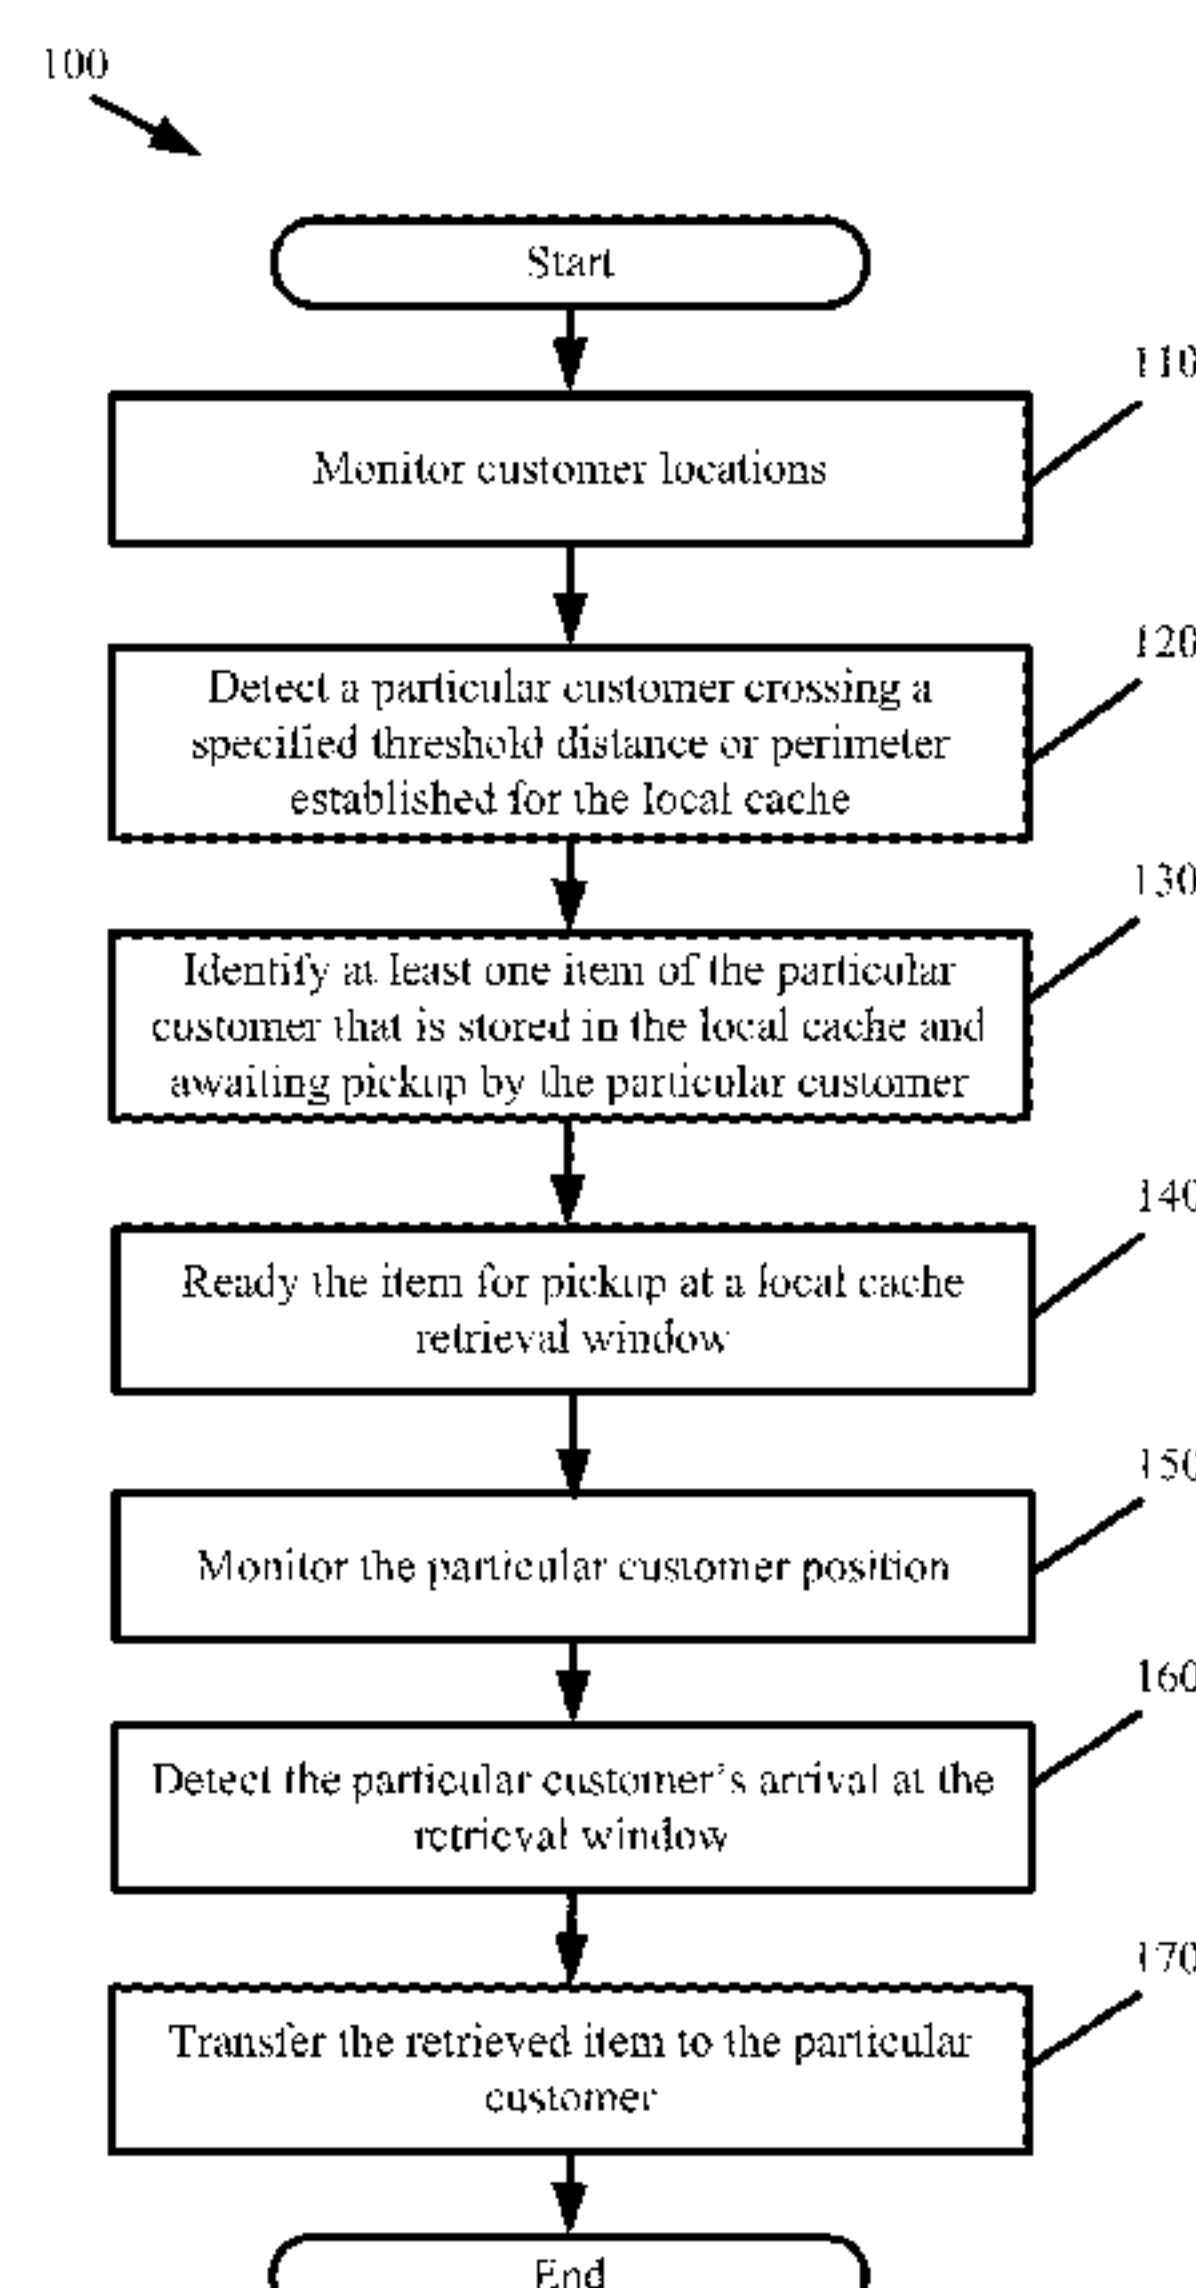 100
Start
110
Monitor customer locations
120
Detect a particular customer crossing a
specified threshold distance or perimeter
established for the local cache
130
Identify at least one item of the particular
customer that is stored in the local cache and
awaiting pickup by the particular customer
140
Ready the item for pickup at a local cache
retrieval window
150
Monitor the particular customer position
160
Detect the particular customer's arrival at the
retrieval window
170
Transfer the retrieved item to the particular
customer
End